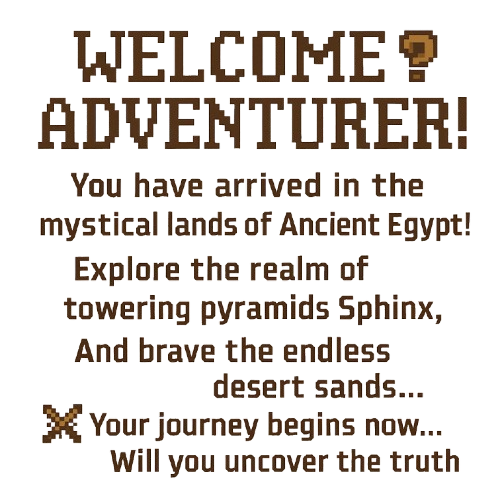 WELCOME?
ADVENTURER!
You have arrived in the
mystical lands of Ancient Egypt!
Explore the realm of
towering pyramids Sphinx,
And brave the endless
desert sands...
Your journey begins now...
Will you uncover the truth